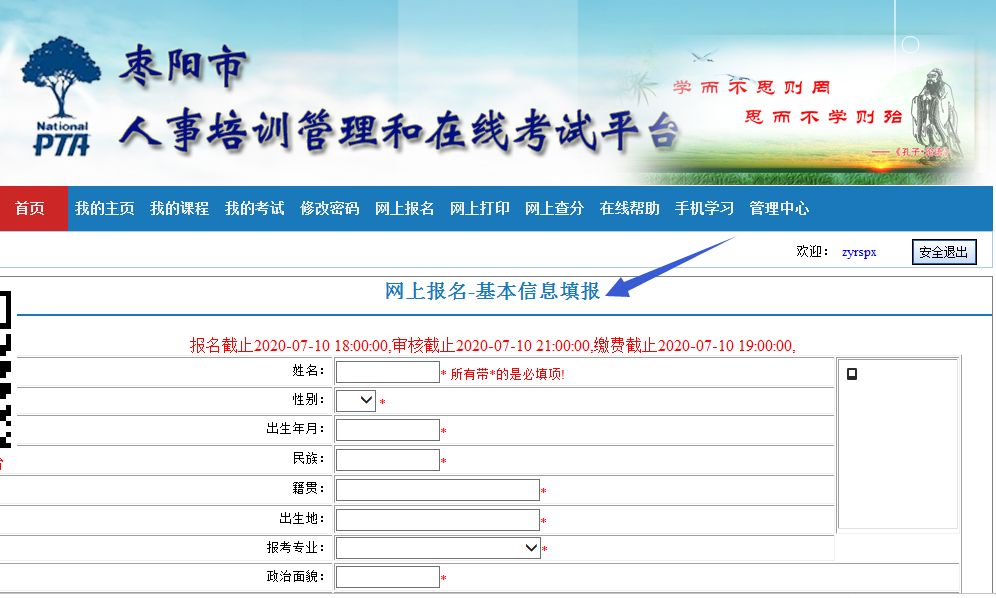 枣阳市
人事培训管理和在线考试平台
National
PTA
学而不思则罔
思而不学则殆
——《孔子·论语》
首页 我的主页 我的课程 我的考试 修改密码 网上报名 网上打印 网上查分 在线帮助 手机学习 管理中心
欢迎： zyrspx 安全退出
网上报名-基本信息填报
报名截止2020-07-10 18:00:00,审核截止2020-07-10 21:00:00,缴费截止2020-07-10 19:00:00,
姓名： * 所有带*的是必填项!
性别： *
出生年月： *
民族： *
籍贯： *
出生地： *
报考专业： *
政治面貌： *